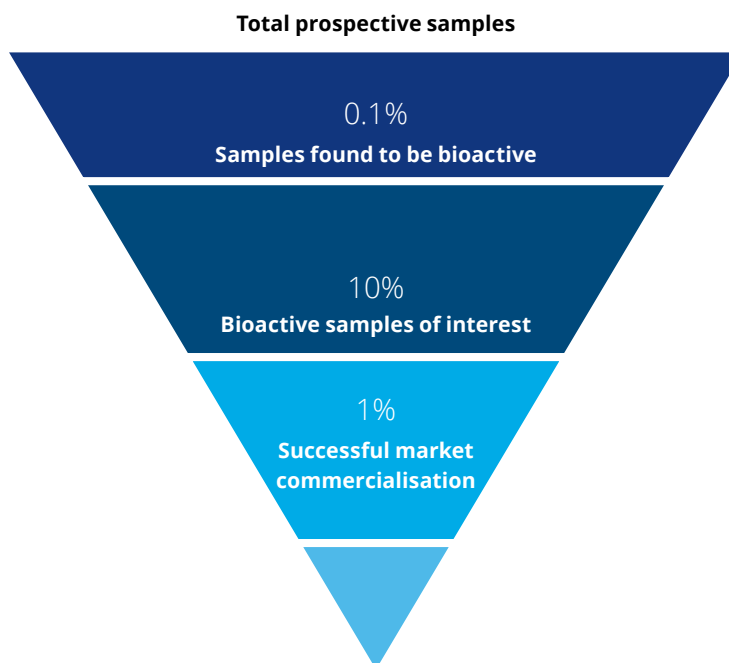 Total prospective samples
0.1%
Samples found to be bioactive
10%
Bioactive samples of interest
1%
Successful market
commercialisation